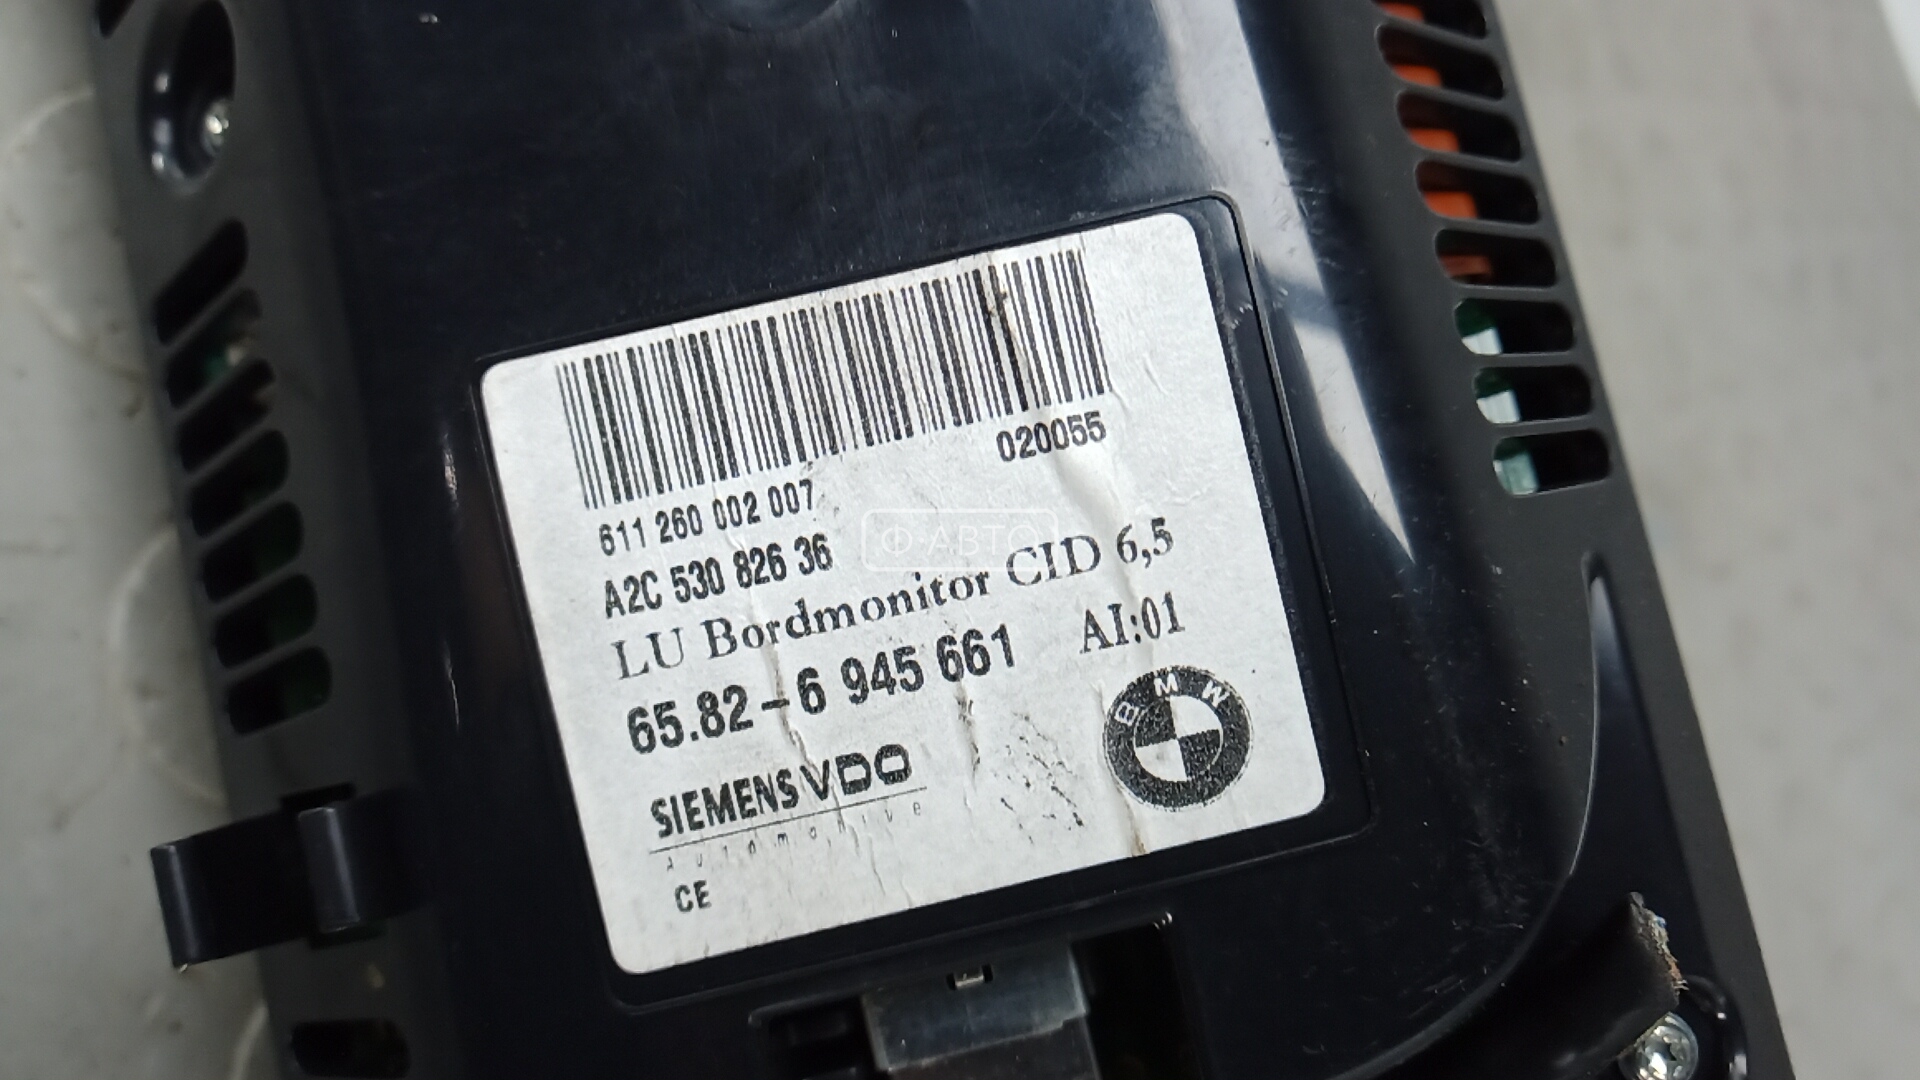 020055
611 260 002 007
A2C 530 826 36
Ф·АВТО
LU Bordmonitor CID 6,5
65.82-6 945 661 AI:01
BMW
SIEMENS VDO
Automotive
CE